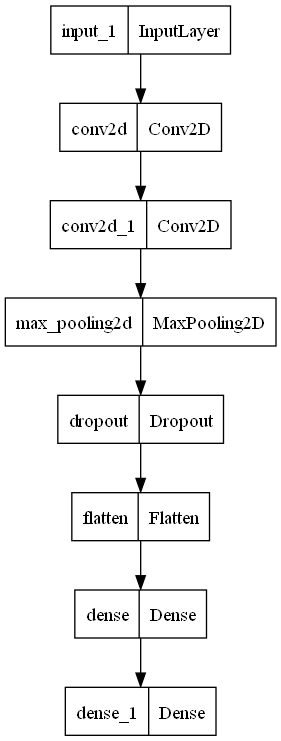 input_1 InputLayer
conv2d Conv2D
conv2d_1 Conv2D
max_pooling2d MaxPooling2D
dropout Dropout
flatten Flatten
dense Dense
dense_1 Dense